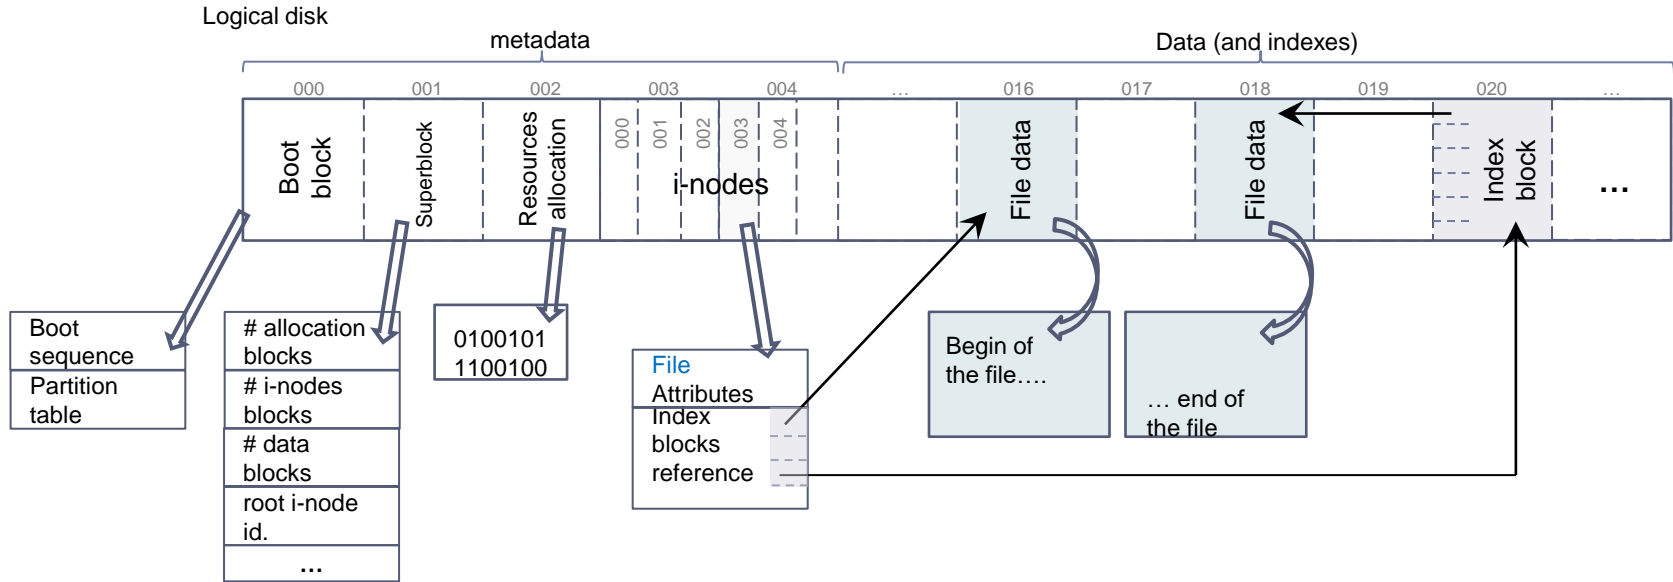 Logical disk
metadata
Data (and indexes)
000
001
002
003
004
…
016
017
018
019
020
…
Boot
block
Superblock
Resources
allocation
000
001
002
003
004
i-nodes
File data
File data
Index
block
...
Boot
sequence
Partition
table
# allocation
blocks
# i-nodes
blocks
# data
blocks
root i-node
id.
...
0100101
1100100
File
Attributes
Index
blocks
reference
Begin of
the file….
… end of
the file